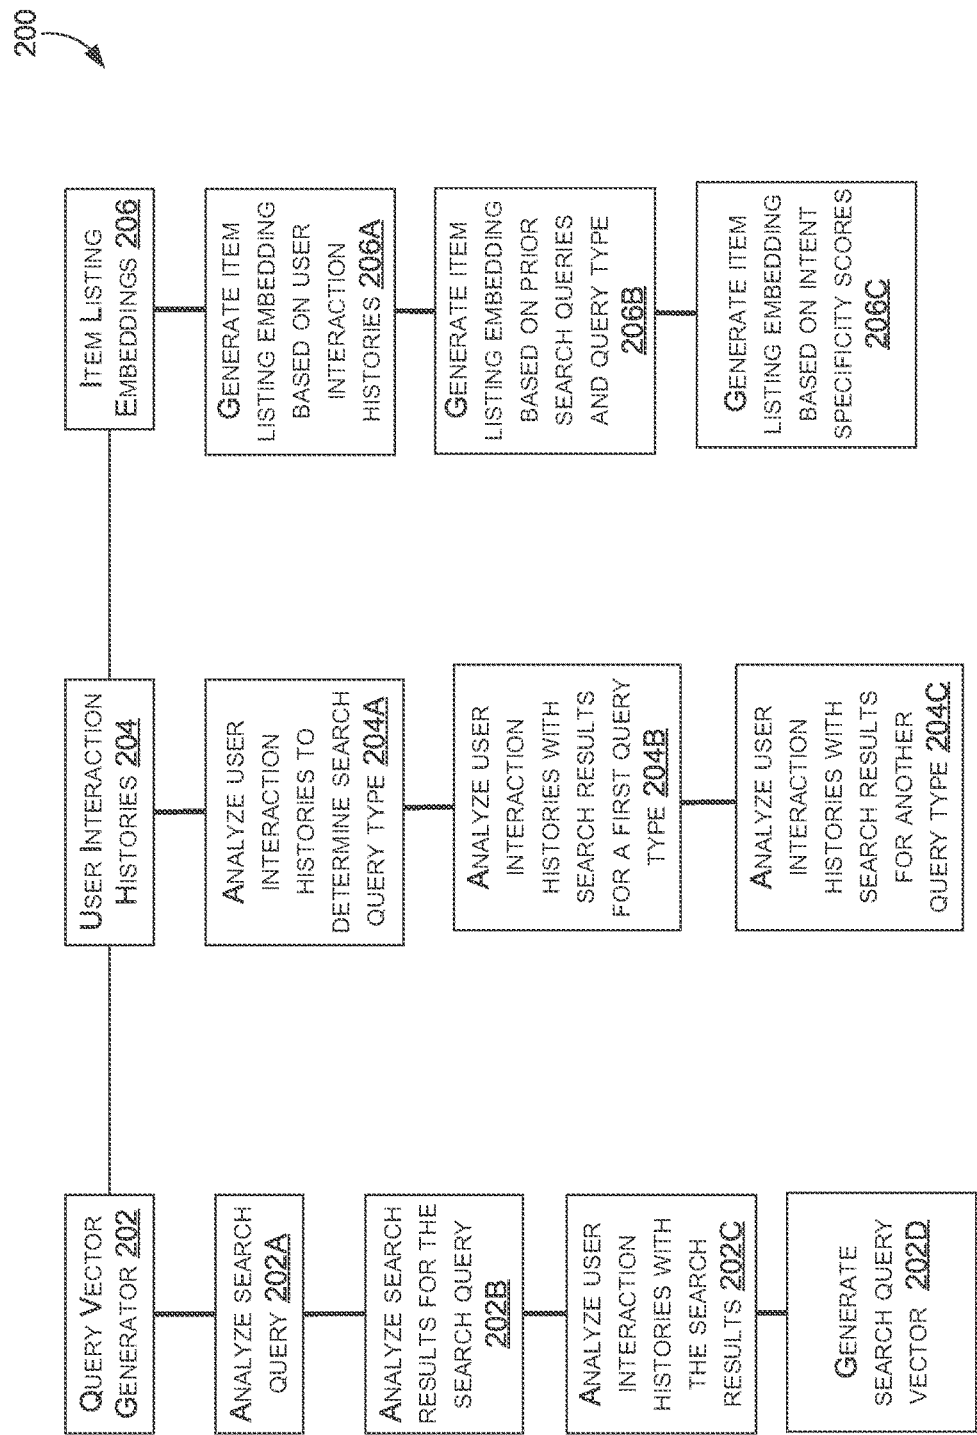 200
QUERY VECTOR
GENERATOR 202
ANALYZE SEARCH
QUERY 202A
ANALYZE SEARCH
RESULTS FOR THE
SEARCH QUERY
202B
ANALYZE USER
INTERACTION
HISTORIES WITH
THE SEARCH
RESULTS 202C
GENERATE
SEARCH QUERY
VECTOR 202D
USER INTERACTION
HISTORIES 204
ANALYZE USER
INTERACTION
HISTORIES TO
DETERMINE SEARCH
QUERY TYPE 204A
ANALYZE USER
INTERACTION
HISTORIES WITH
SEARCH RESULTS
FOR A FIRST QUERY
TYPE 204B
ANALYZE USER
INTERACTION
HISTORIES WITH
SEARCH RESULTS
FOR ANOTHER
QUERY TYPE 204C
ITEM LISTING
EMBEDDINGS 206
GENERATE ITEM
LISTING EMBEDDING
BASED ON USER
INTERACTION
HISTORIES 206A
GENERATE ITEM
LISTING EMBEDDING
BASED ON PRIOR
SEARCH QUERIES
AND QUERY TYPE
206B
GENERATE ITEM
LISTING EMBEDDING
BASED ON INTENT
SPECIFICITY SCORES
206C